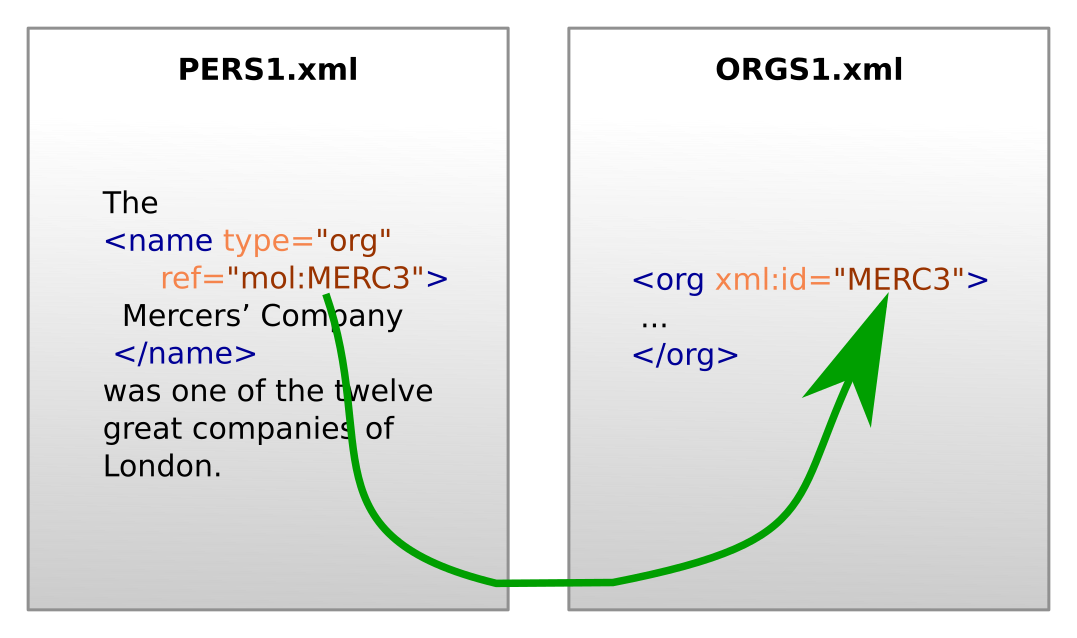 PERS1.xml
The
<name type="org"
ref="mol:MERC3">
Mercers’ Company
</name>
was one of the twelve
great companies of
London.
ORGS1.xml
<org xml:id="MERC3">
...
</org>